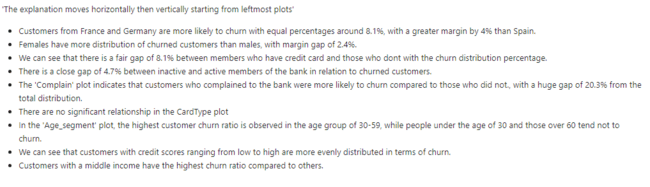 'The explanation moves horizontally then vertically starting from leftmost plots'
• Customers from France and Germany are more likely to churn with equal percentages around 8.1%, with a greater margin by 4% than Spain.
• Females have more distribution of churned customers than males, with margin gap of 2.4%.
• We can see that there is a fair gap of 8.1% between members who have credit card and those who dont with the churn distribution percentage.
• There is a close gap of 4.7% between inactive and active members of the bank in relation to churned customers.
• The 'Complain' plot indicates that customers who complained to the bank were more likely to churn compared to those who did not., with a huge gap of 20.3% from the
total distribution.
• There are no significant relationship in the CardType plot
• In the 'Age_segment' plot, the highest customer churn ratio is observed in the age group of 30-59, while people under the age of 30 and those over 60 tend not to
churn.
• We can see that customers with credit scores ranging from low to high are more evenly distributed in terms of churn.
• Customers with a middle income have the highest churn ratio compared to others.